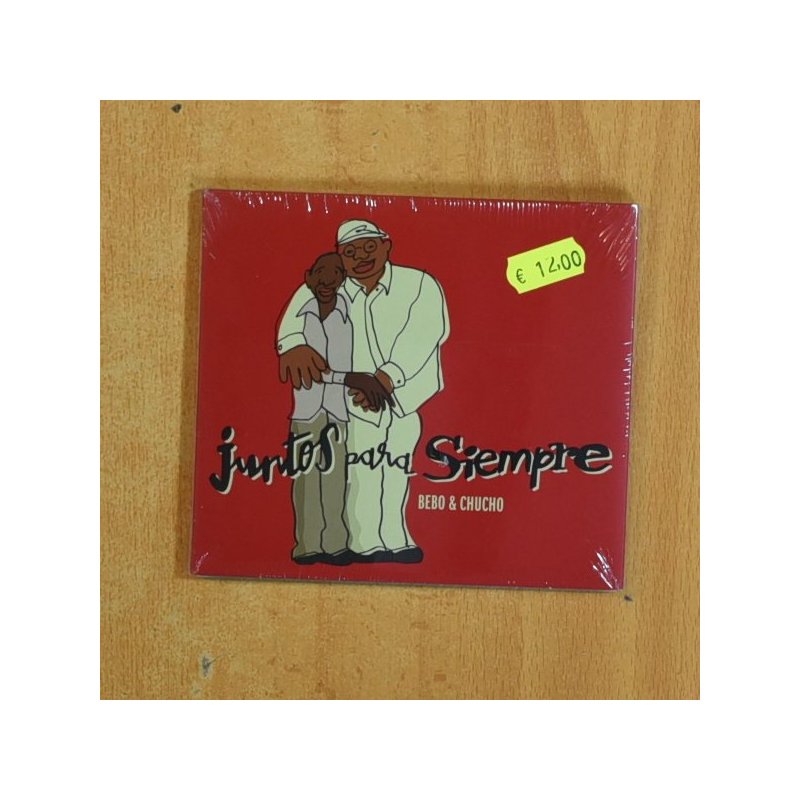 € 12,00
juntos para Siempre
BEBO & CHUCHO